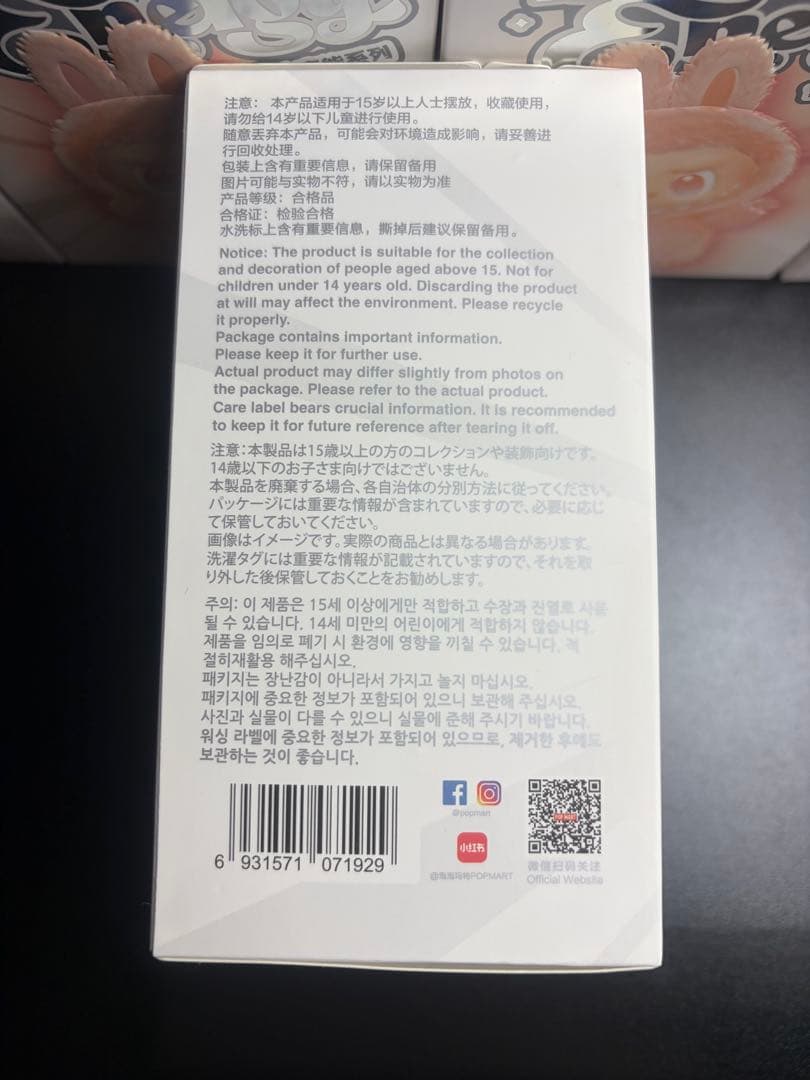 系列
注意： 本产品适用于15岁以上人士摆放，收藏使用，
请勿给14岁以下儿童进行使用。
随意丢弃本产品，可能会对环境造成影响，请妥善进
行回收处理。
包装上含有重要信息，请保留备用
图片可能与实物不符，请以实物为准
产品等级：合格品
合格证：检验合格
水洗标上含有重要信息，撕掉后建议保留备用。
Notice: The product is suitable for the collection
and decoration of people aged above 15. Not for
children under 14 years old. Discarding the product
at will may affect the environment. Please recycle
it properly.
Package contains important information.
Please keep it for further use.
Actual product may differ slightly from photos on
the package. Please refer to the actual product.
Care label bears crucial information. It is recommended
to keep it for future reference after tearing it off.
注意：本製品は15歳以上の方のコレクションや装飾向けです。
14歳以下のお子さま向けではございません。
本製品を廃棄する場合、各自治体の分別方法に従ってください。
パッケージには重要な情報が含まれていますので、必要に応じ
て保管しておいてください。
画像はイメージです。実際の商品とは異なる場合があります。
洗濯タグには重要な情報が記載されていますので、それを取
り外した後保管しておくことをお勧めします。
주의: 이 제품은 15세 이상에게만 적합하고 수장과 진열로 사용
될 수 있습니다. 14세 미만의 어린이에게 적합하지 않습니다.
제품을 임의로 폐기 시 환경에 영향을 끼칠 수 있습니다. 적
절히재활용 해주십시오.
패키지는 장난감이 아니라서 가지고 놀지 마십시오.
패키지에 중요한 정보가 포함되어 있으니 보관해 주십시오.
사진과 실물이 다를 수 있으니 실물에 준해 주시기 바랍니다.
워싱 라벨에 중요한 정보가 포함되어 있으므로, 제거한 후에도
보관하는 것이 좋습니다.
6 931571 071929
@popmart
小红书
@泡泡玛特POPMART
POP MART
微信扫码关注
Official Website